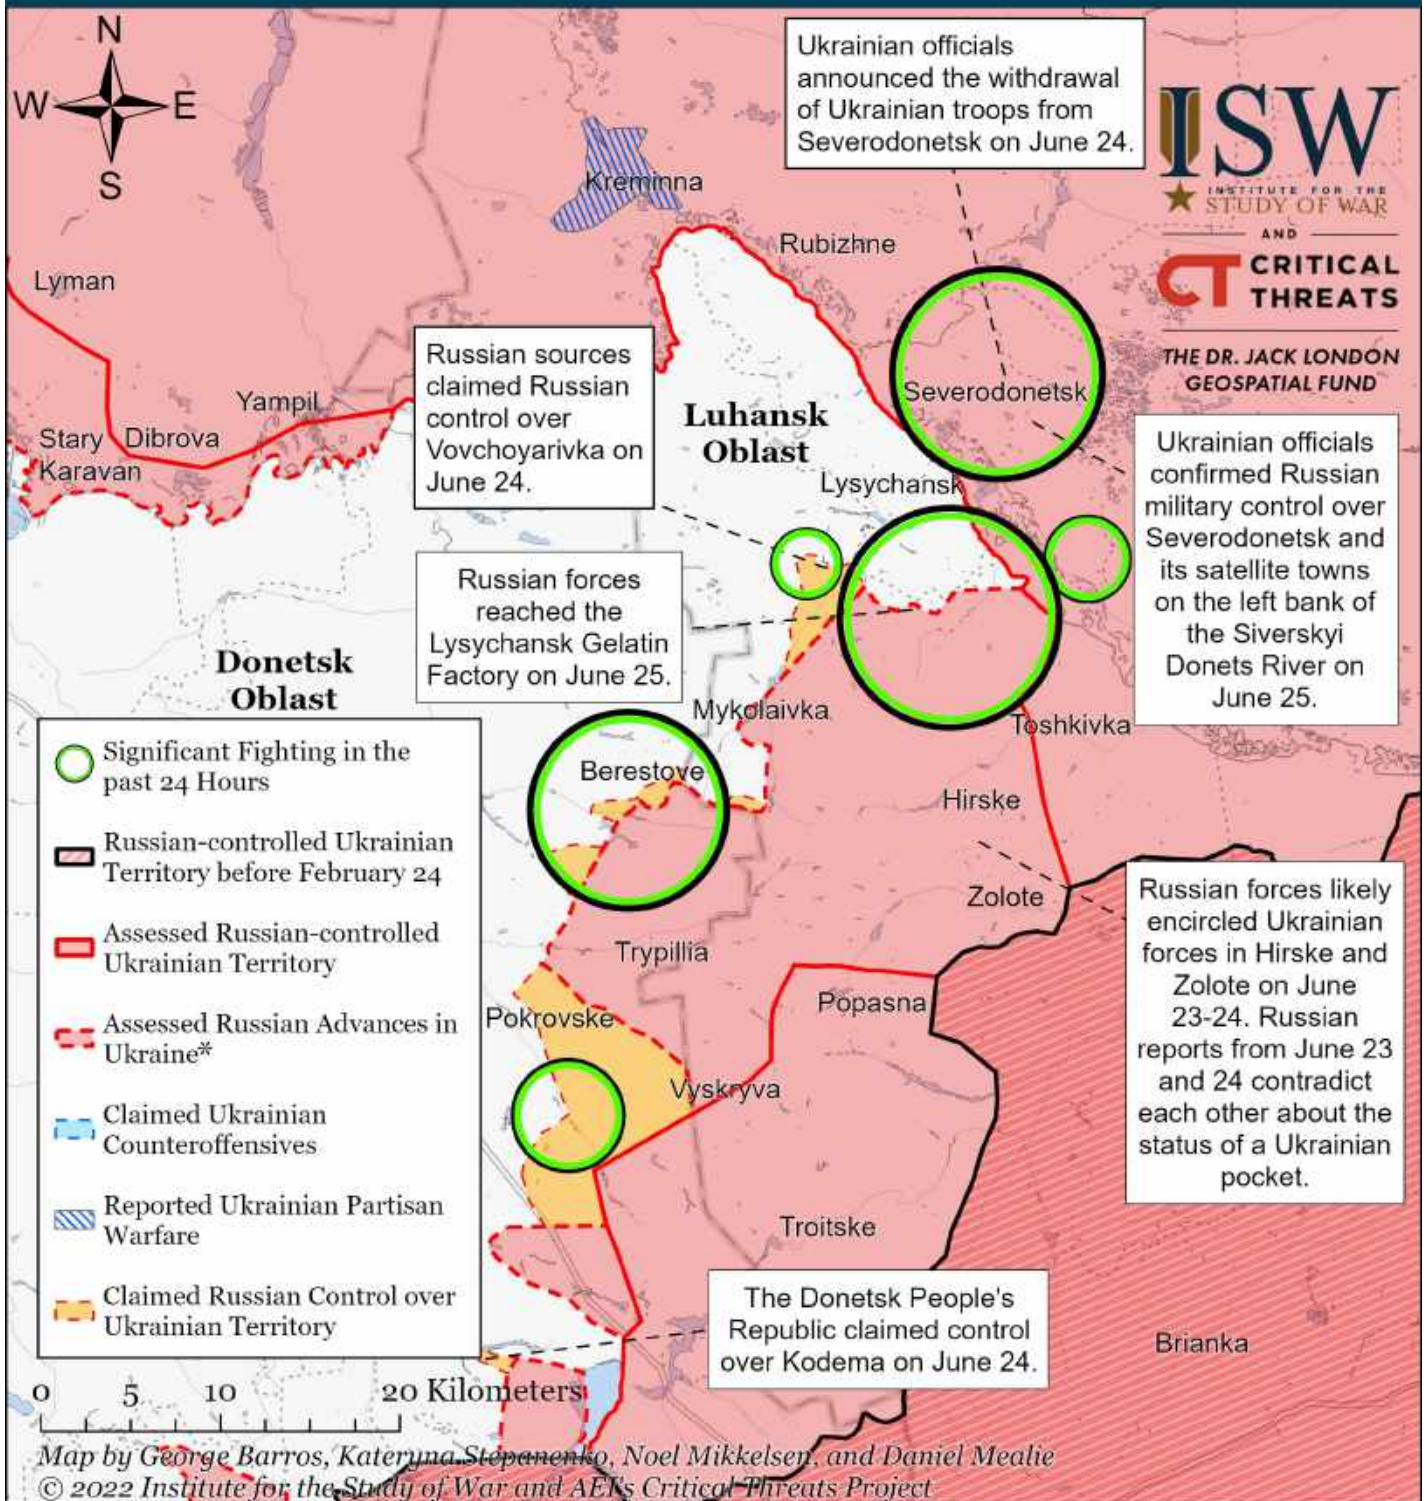 N
W
E
S
Ukrainian officials
announced the withdrawal
of Ukrainian troops from
Severodonetsk on June 24.
ISW
INSTITUTE FOR THE
STUDY OF WAR
AND
CT CRITICAL
THREATS
THE DR. JACK LONDON
GEOSPATIAL FUND
Kreminna
Rubizhne
Lyman
Russian sources
claimed Russian
control over
Vovchoyarivka on
June 24.
Severodonetsk
Yampil
Luhansk
Oblast
Stary
Karavan
Dibrova
Lysychansk
Ukrainian officials
confirmed Russian
military control over
Severodonetsk and
its satellite towns
on the left bank of
the Siverskyi
Donets River on
June 25.
Russian forces
reached the
Lysychansk Gelatin
Factory on June 25.
Donetsk
Oblast
Mykolaivka
Toshkivka
Berestove
Hirske
Zolote
Trypillia
Popasna
Pokrovske
Vyskryva
Troitske
Brianka
Russian forces likely
encircled Ukrainian
forces in Hirske and
Zolote on June
23-24. Russian
reports from June 23
and 24 contradict
each other about the
status of a Ukrainian
pocket.
The Donetsk People's
Republic claimed control
over Kodema on June 24.
Significant Fighting in the
past 24 Hours
Russian-controlled Ukrainian
Territory before February 24
Assessed Russian-controlled
Ukrainian Territory
Assessed Russian Advances in
Ukraine*
Claimed Ukrainian
Counteroffensives
Reported Ukrainian Partisan
Warfare
Claimed Russian Control over
Ukrainian Territory
0 5 10 20 Kilometers
Map by George Barros, Kateryna Stepanenko, Noel Mikkelsen, and Daniel Mealie
© 2022 Institute for the Study of War and AEI's Critical Threats Project